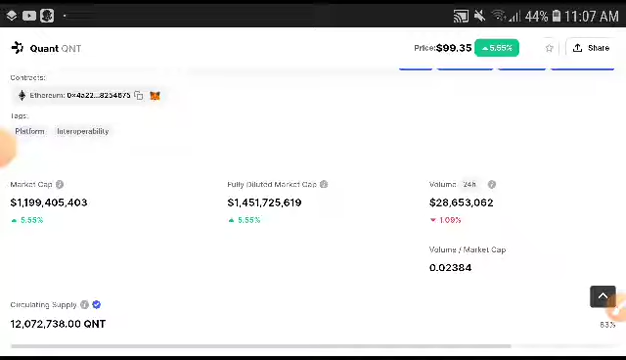 44% 11:07 AM
Quant QNT Price: $99.35 5.55% Share
Contracts:
Ethereum: 0x4a22...8254675
Tags:
Platform Interoperability
Market Cap Fully Diluted Market Cap Volume 24h
$1,199,405,403 $1,451,725,619 $28,653,062
5.55% 5.55% 1.09%
Volume / Market Cap
0.02384
Circulating Supply
12,072,738.00 QNT 83%